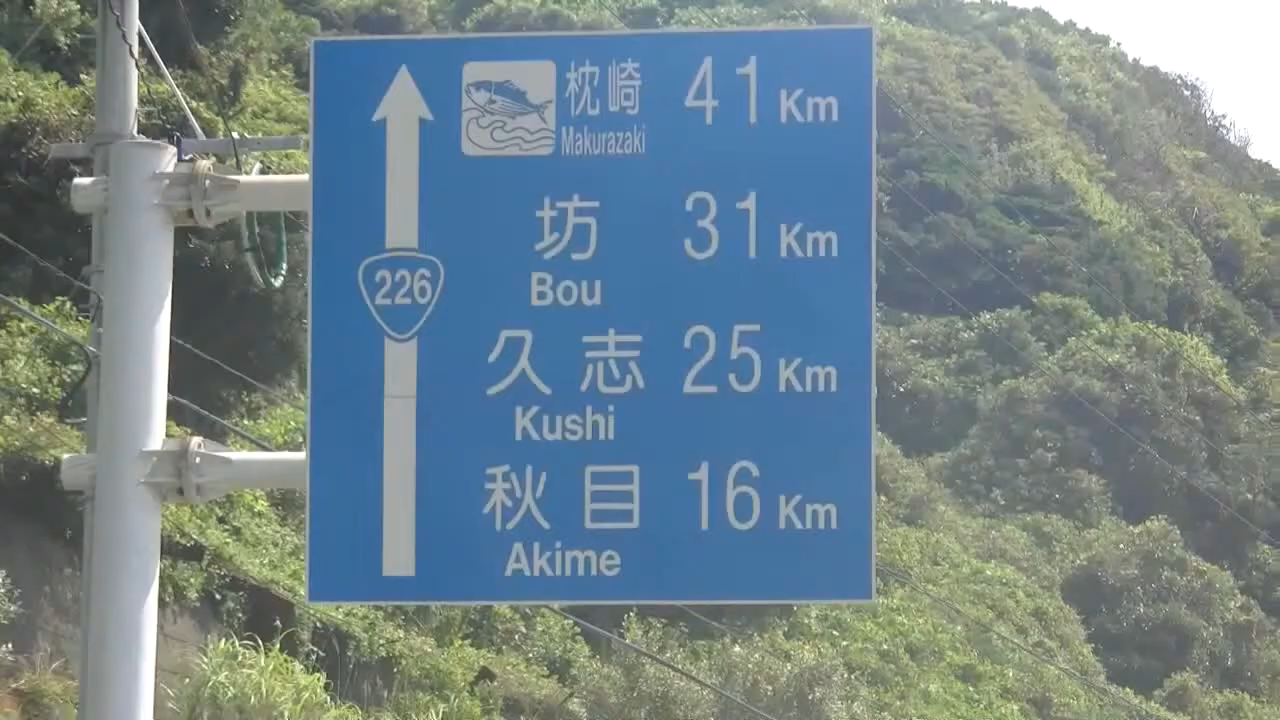 枕崎 41 Km
Makurazaki
坊 31 Km
Bou
226
久志 25 Km
Kushi
秋目 16 Km
Akime